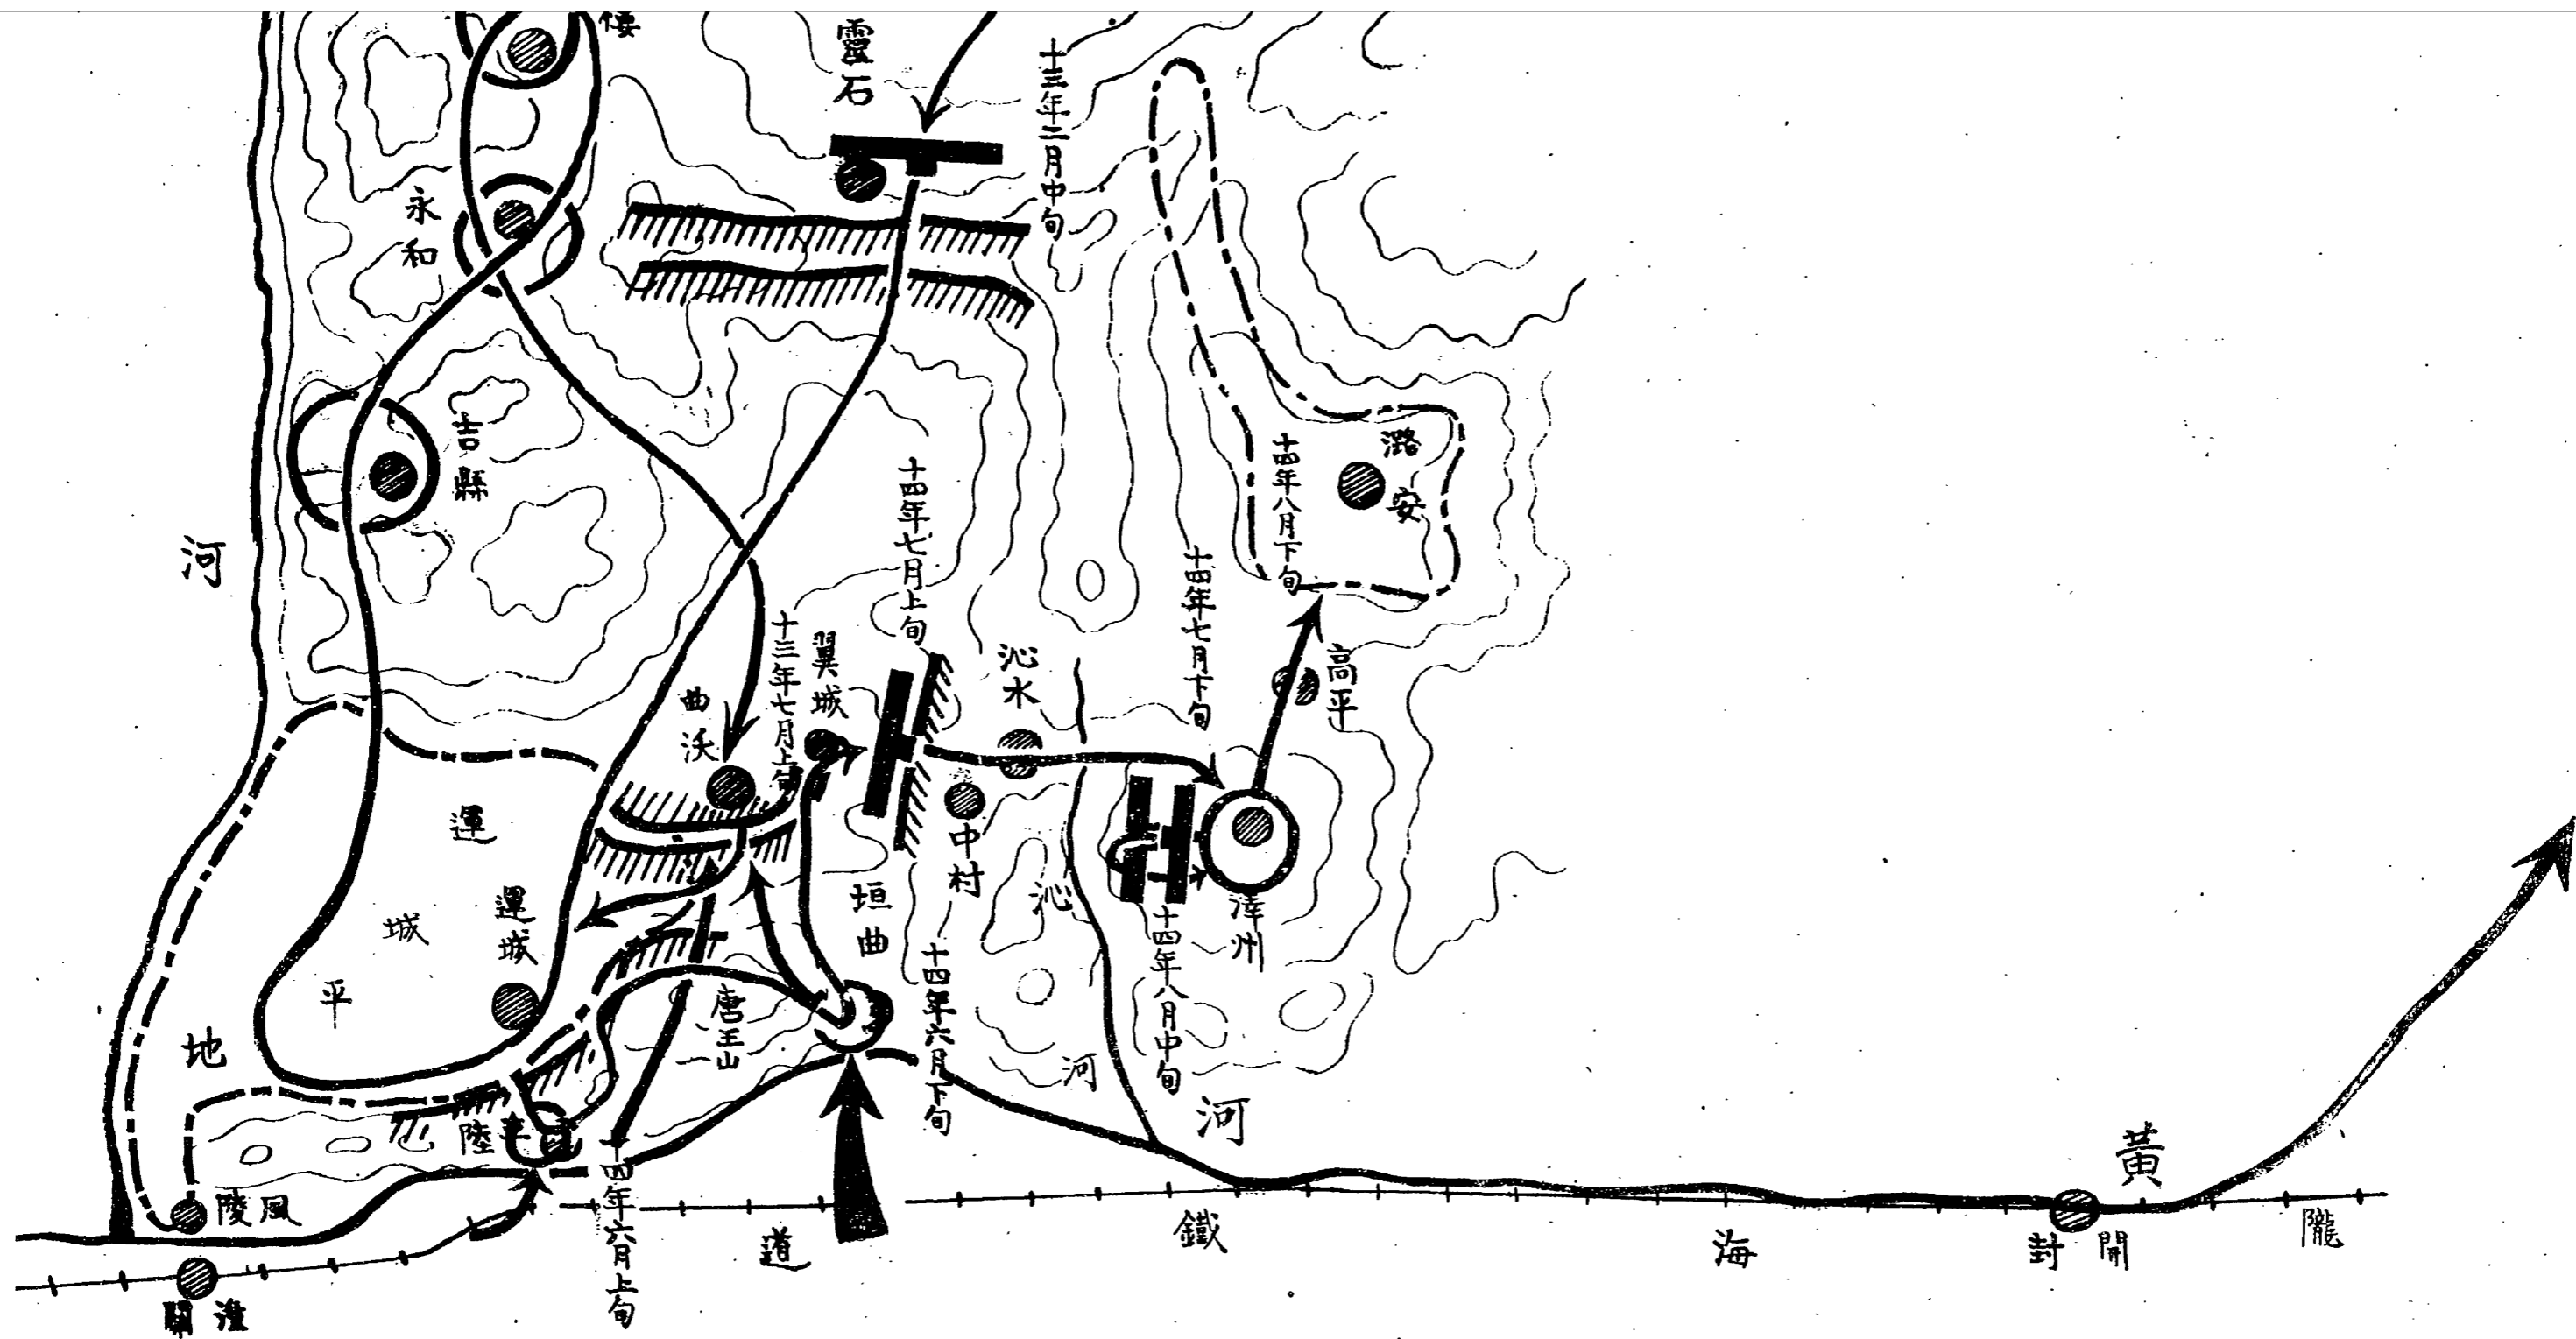 靈石
十三年二月中旬
永和
吉縣
潞安
十四年八月下旬
十四年七月上旬
十四年七月下旬
河
十三年七月上旬
翼城
沁水
高平
曲沃
運
城
平
地
運城
中村
沁
河
垣曲
澤州
十四年六月下旬
十四年八月中旬
唐王山
陸
河
黃
風陵
十四年六月上旬
道
鐵
海
開封
隴
潼關